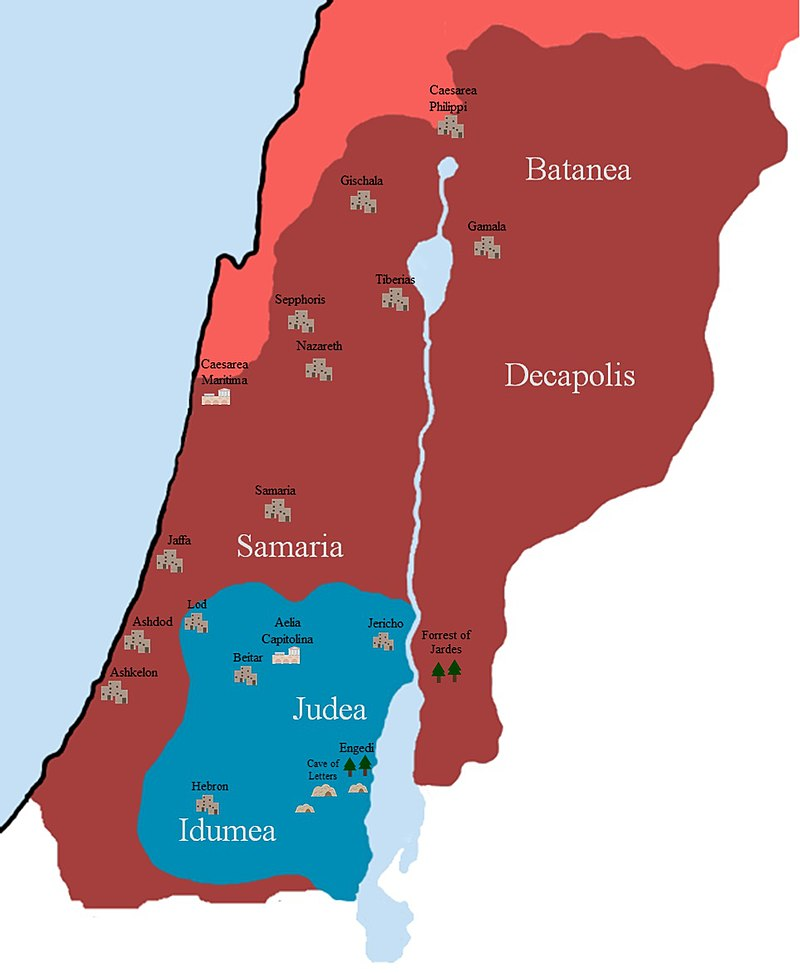 Caesarea
Philippi
Batanea
Gischala
Gamala
Tiberias
Sepphoris
Nazareth
Caesarea
Maritima
Decapolis
Samaria
Jaffa
Samaria
Lod
Ashdod
Aelia
Capitolina
Jericho
Forrest of
Jardes
Beitar
Ashkelon
Judea
Engedi
Cave of
Letters
Hebron
Idumea